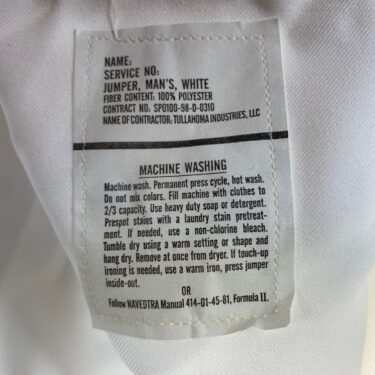 NAME:
SERVICE NO:
JUMPER, MAN'S, WHITE
FIBER CONTENT: 100% POLYESTER
CONTRACT NO: SPO100-98-D-0310
NAME OF CONTRACTOR: TULLAHOMA INDUSTRIES, LLC
MACHINE WASHING
Machine wash. Permanent press cycle, hot wash.
Do not mix colors. Fill machine with clothes to
2/3 capacity. Use heavy duty soap or detergent.
Prespot stains with a laundry stain pretreat-
ment. If needed, use a non-chlorine bleach.
Tumble dry using a warm setting or shape and
hang dry. Remove at once from dryer. If touch-up
ironing is needed, use a warm iron, press jumper
inside-out.
OR
Follow NAVEDTRA Manual 414-01-45-81, Formula II.